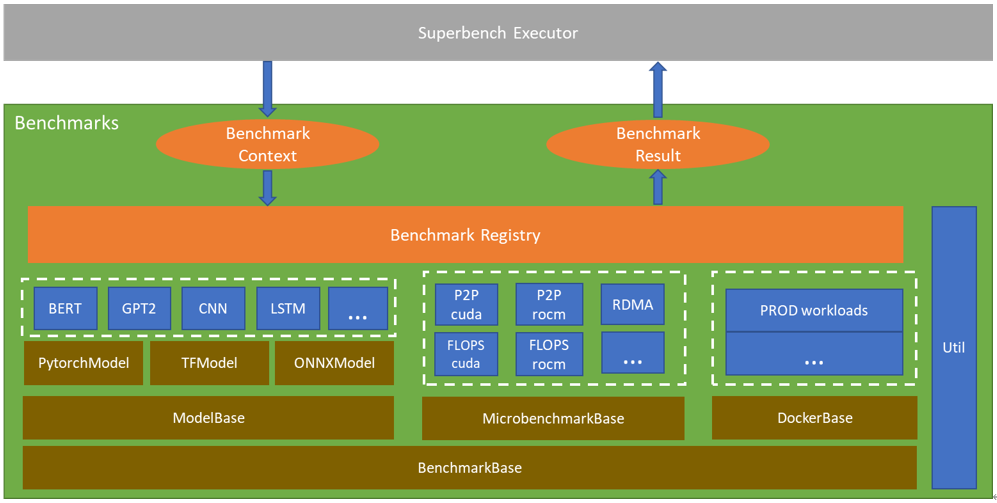 Superbench Executor
Benchmarks
Benchmark
Context
Benchmark
Result
Benchmark Registry
BERT
GPT2
CNN
LSTM
...
P2P
cuda
P2P
rocm
RDMA
FLOPS
cuda
FLOPS
rocm
...
PROD workloads
...
Util
PytorchModel
TFModel
ONNXModel
ModelBase
MicrobenchmarkBase
DockerBase
BenchmarkBase